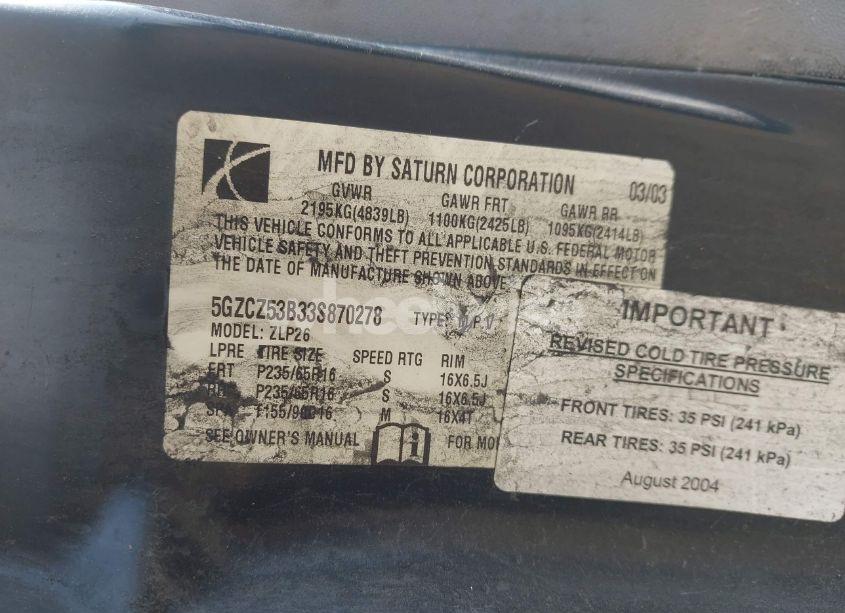 MFD BY SATURN CORPORATION 03/03
GVWR GAWR FRT GAWR RR
2195KG(4839LB) 1100KG(2425LB) 1095KG(2414LB)
THIS VEHICLE CONFORMS TO ALL APPLICABLE U.S. FEDERAL MOTOR
VEHICLE SAFETY AND THEFT PREVENTION STANDARDS IN EFFECT ON
THE DATE OF MANUFACTURE SHOWN ABOVE.
5GZCZ53B33S870278 TYPE:
MODEL: ZLP26
LPRE TIRE SIZE SPEED RTG RIM
FRT P235/65R16 S 16X6.5J
P235/65R16 S 16X6.5J
M 16X4T
SEE OWNER'S MANUAL FOR
IMPORTANT
REVISED COLD TIRE PRESSURE
SPECIFICATIONS
FRONT TIRES: 35 PSI (241 kPa)
REAR TIRES: 35 PSI (241 kPa)
August 2004